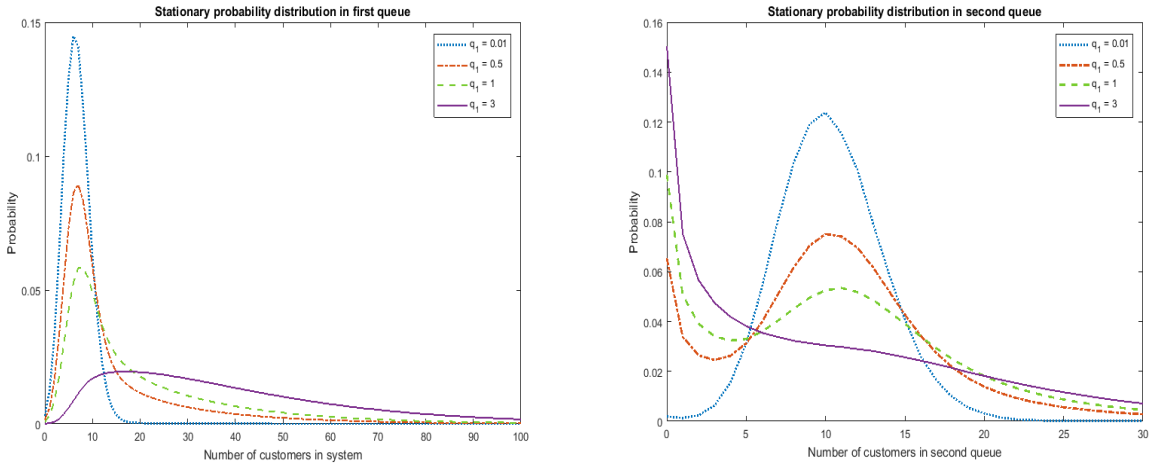 Stationary probability distribution in first queue
0.15
0.1
0.05
0
Probability
0 10 20 30 40 50 60 70 80 90 100
Number of customers in system
q1 = 0.01
q1 = 0.5
q1 = 1
q1 = 3
Stationary probability distribution in second queue
0.16
0.14
0.12
0.1
0.08
0.06
0.04
0.02
0
Probability
0 5 10 15 20 25 30
Number of customers in second queue
q1 = 0.01
q1 = 0.5
q1 = 1
q1 = 3